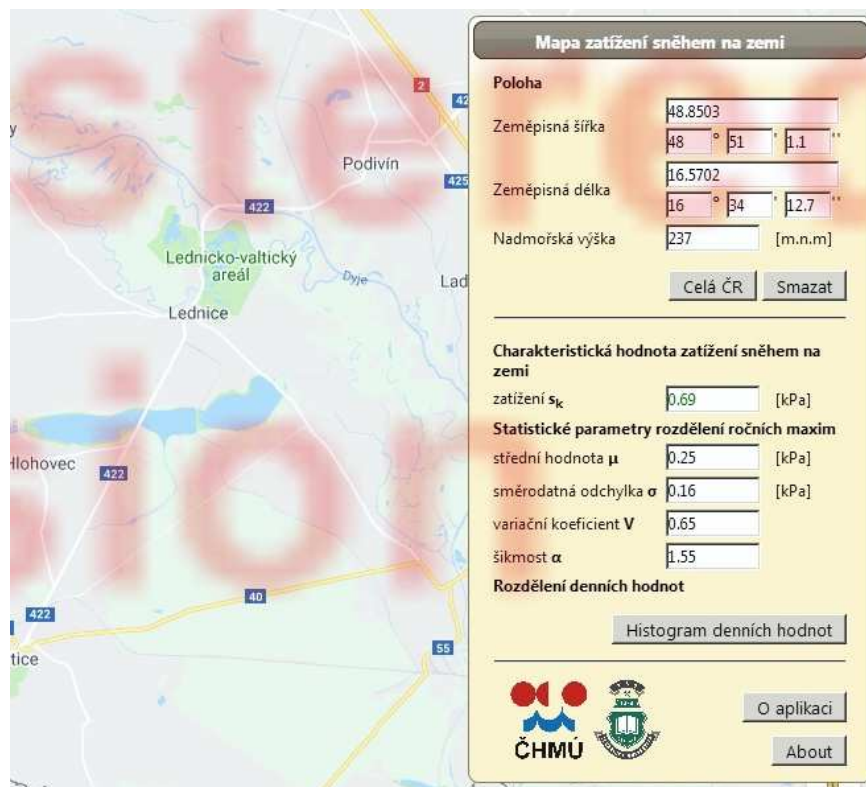 stered
sion
2
42
y
Podivín
425
422
Lednicko-valtický
areál
Dyje
Lad
Lednice
Hlohovec
422
40
422
55
tice
Mapa zatížení sněhem na zemi
Poloha
Zeměpisná šířka
48.8503
48 ° 51 ' 1.1 ''
Zeměpisná délka
16.5702
16 ° 34 ' 12.7 ''
Nadmořská výška 237 [m.n.m]
Celá ČR Smazat
Charakteristická hodnota zatížení sněhem na
zemi
zatížení sk 0.69 [kPa]
Statistické parametry rozdělení ročních maxim
střední hodnota μ 0.25 [kPa]
směrodatná odchylka σ 0.16 [kPa]
variační koeficient V 0.65
šikmost α 1.55
Rozdělení denních hodnot
Histogram denních hodnot
ČHMÚ
O aplikaci
About